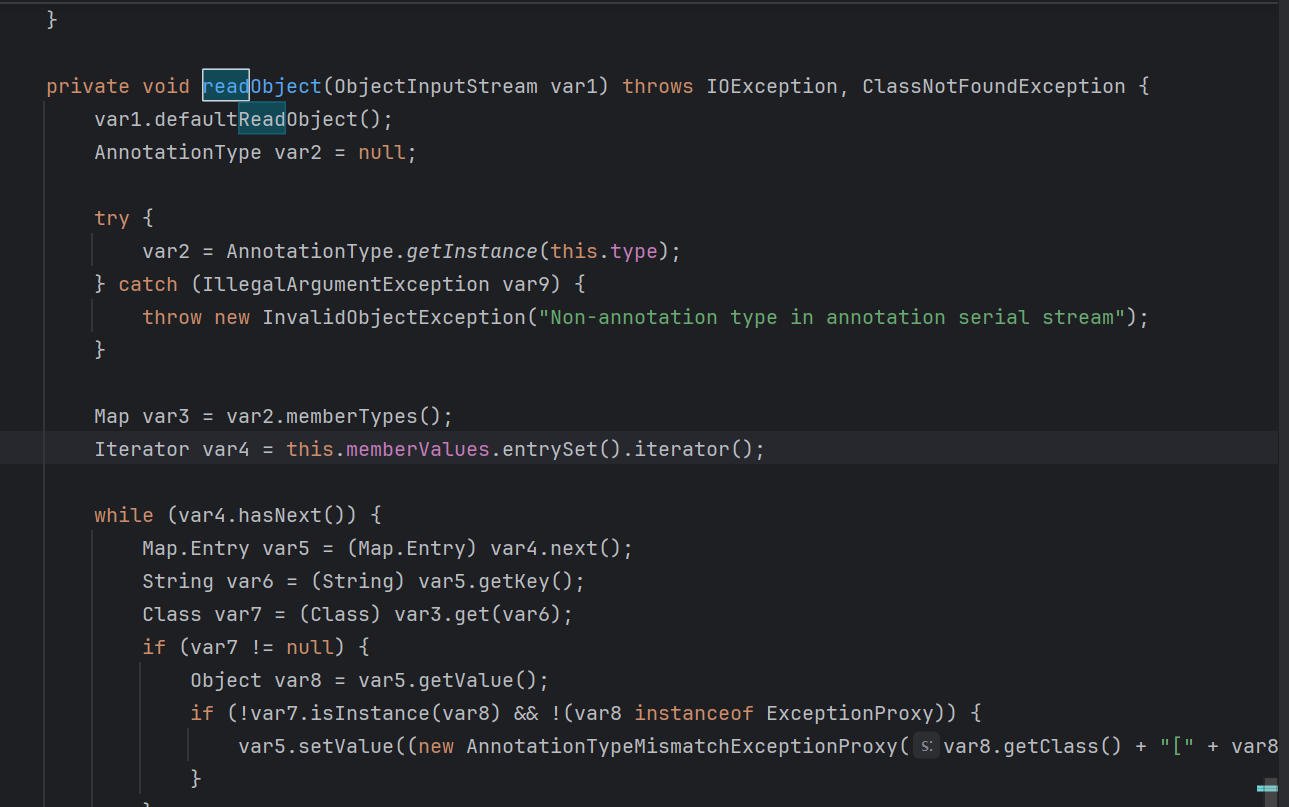 }
private void readObject(ObjectInputStream var1) throws IOException, ClassNotFoundException {
var1.defaultReadObject();
AnnotationType var2 = null;
try {
var2 = AnnotationType.getInstance(this.type);
} catch (IllegalArgumentException var9) {
throw new InvalidObjectException("Non-annotation type in annotation serial stream");
}
Map var3 = var2.memberTypes();
Iterator var4 = this.memberValues.entrySet().iterator();
while (var4.hasNext()) {
Map.Entry var5 = (Map.Entry) var4.next();
String var6 = (String) var5.getKey();
Class var7 = (Class) var3.get(var6);
if (var7 != null) {
Object var8 = var5.getValue();
if (!var7.isInstance(var8) && !(var8 instanceof ExceptionProxy)) {
var5.setValue((new AnnotationTypeMismatchExceptionProxy( s: var8.getClass() + "[" + var8
}